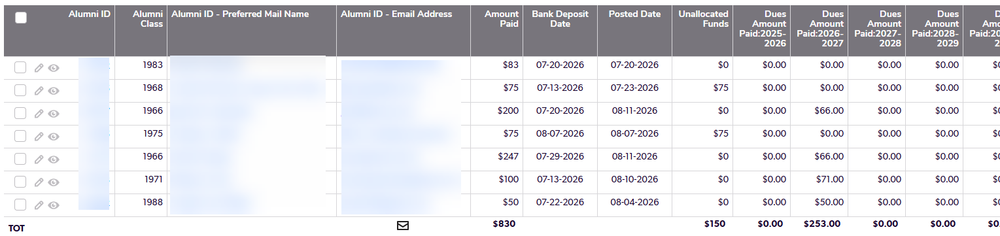 Alumni ID Alumni Class Alumni ID - Preferred Mail Name Alumni ID - Email Address Amount Paid Bank Deposit Date Posted Date Unallocated Funds Dues Amount Paid:2025-2026 Dues Amount Paid:2026-2027 Dues Amount Paid:2027-2028 Dues Amount Paid:2028-2029
1983 $83 07-20-2026 07-20-2026 $0 $0.00 $0.00 $0.00 $0.00
1968 $75 07-13-2026 07-23-2026 $75 $0.00 $0.00 $0.00 $0.00
1966 $200 07-20-2026 08-11-2026 $0 $0.00 $66.00 $0.00 $0.00
1975 $75 08-07-2026 08-07-2026 $75 $0.00 $0.00 $0.00 $0.00
1966 $247 07-29-2026 08-11-2026 $0 $0.00 $66.00 $0.00 $0.00
1971 $100 07-13-2026 08-10-2026 $0 $0.00 $71.00 $0.00 $0.00
1988 $50 07-22-2026 08-04-2026 $0 $0.00 $50.00 $0.00 $0.00
TOT $830 $150 $0.00 $253.00 $0.00 $0.00